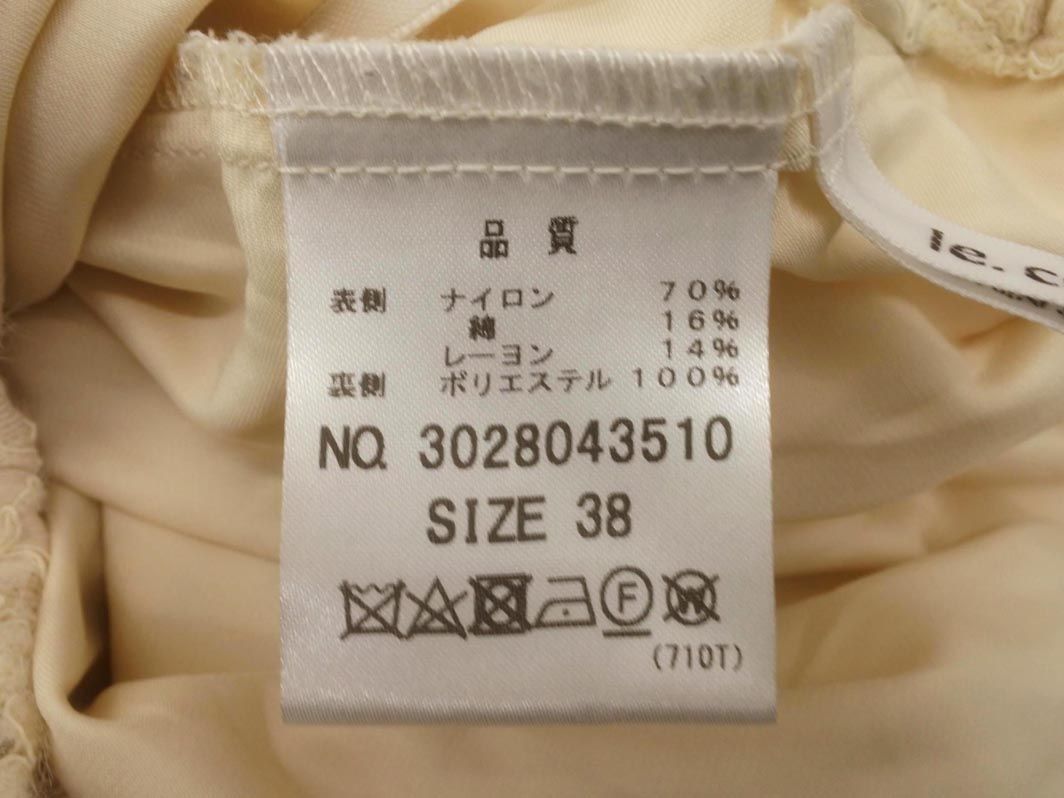 品 質
表側 ナイロン 70%
綿 16%
レーヨン 14%
裏側 ポリエステル 100%
NO. 3028043510
SIZE 38
F W
(710T)
le. c